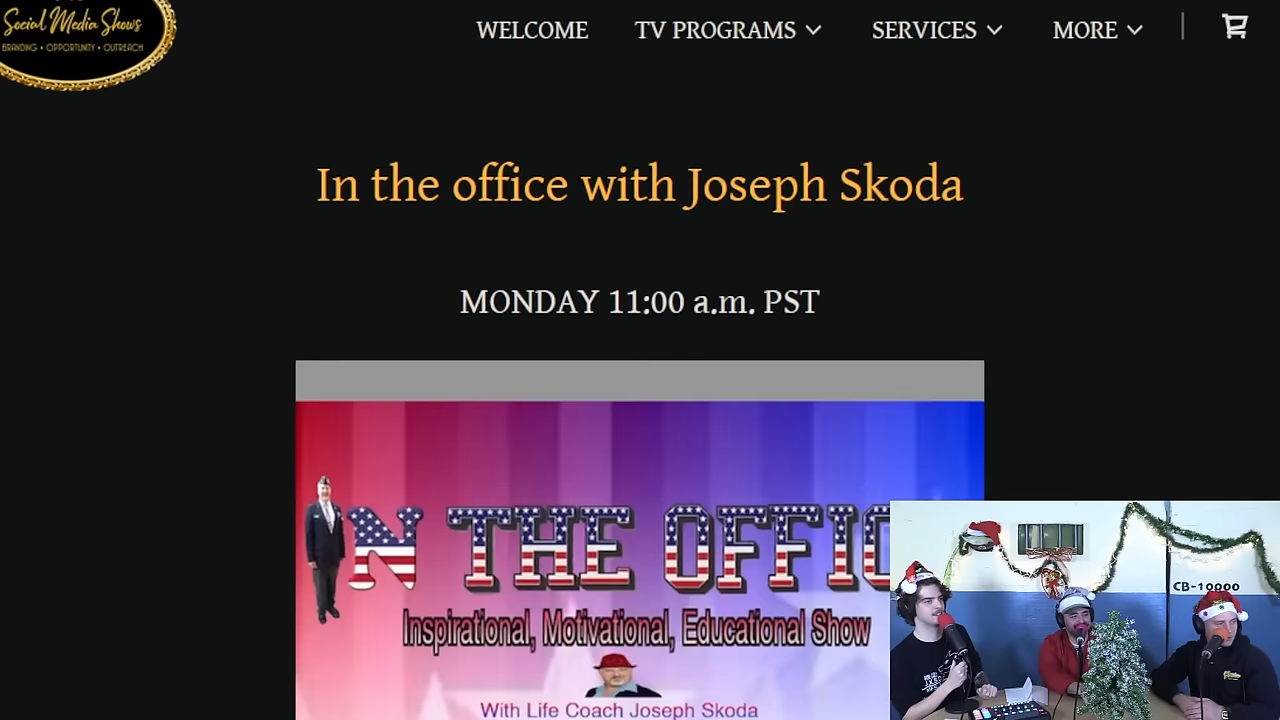 Social Media Shows
BRANDING • OPPORTUNITY • OUTREACH
WELCOME
TV PROGRAMS
SERVICES
MORE
In the office with Joseph Skoda
MONDAY 11:00 a.m. PST
N THE OFFIC
Inspirational, Motivational, Educational Show
With Life Coach Joseph Skoda
CB-10000